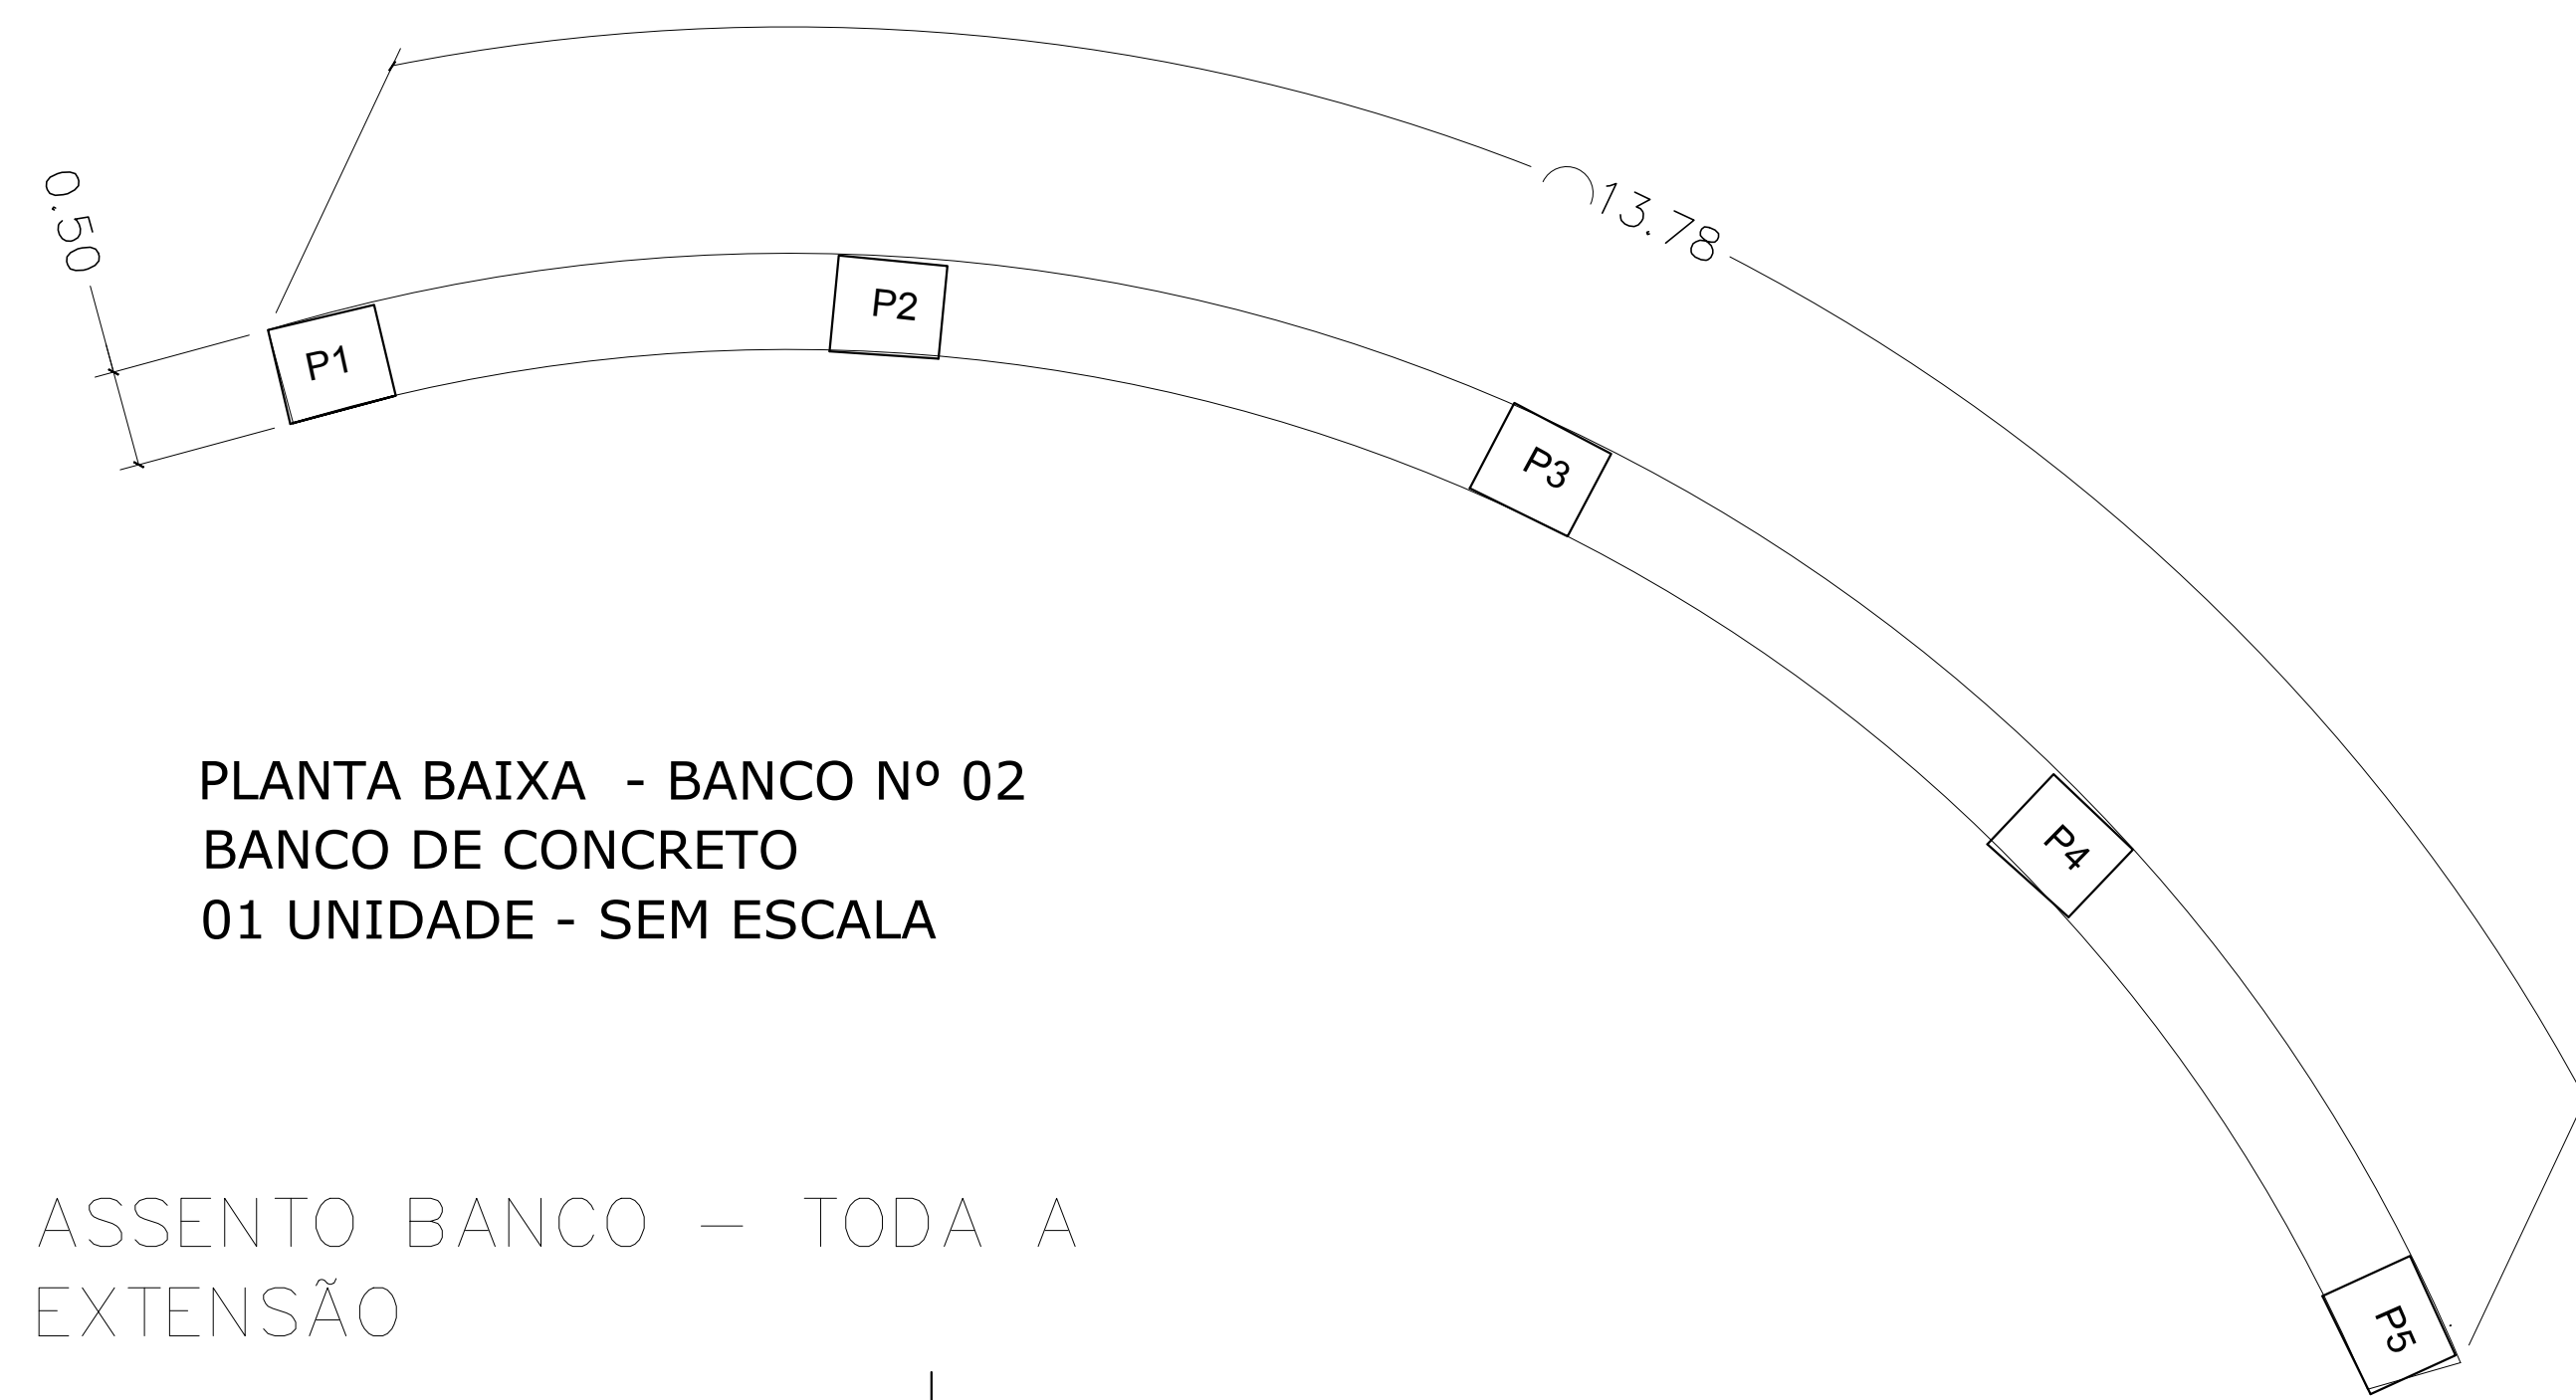 13.78
0.50
P1
P2
P3
P4
P5
PLANTA BAIXA - BANCO Nº 02
BANCO DE CONCRETO
01 UNIDADE - SEM ESCALA
ASSENTO BANCO - TODA A
EXTENSÃO